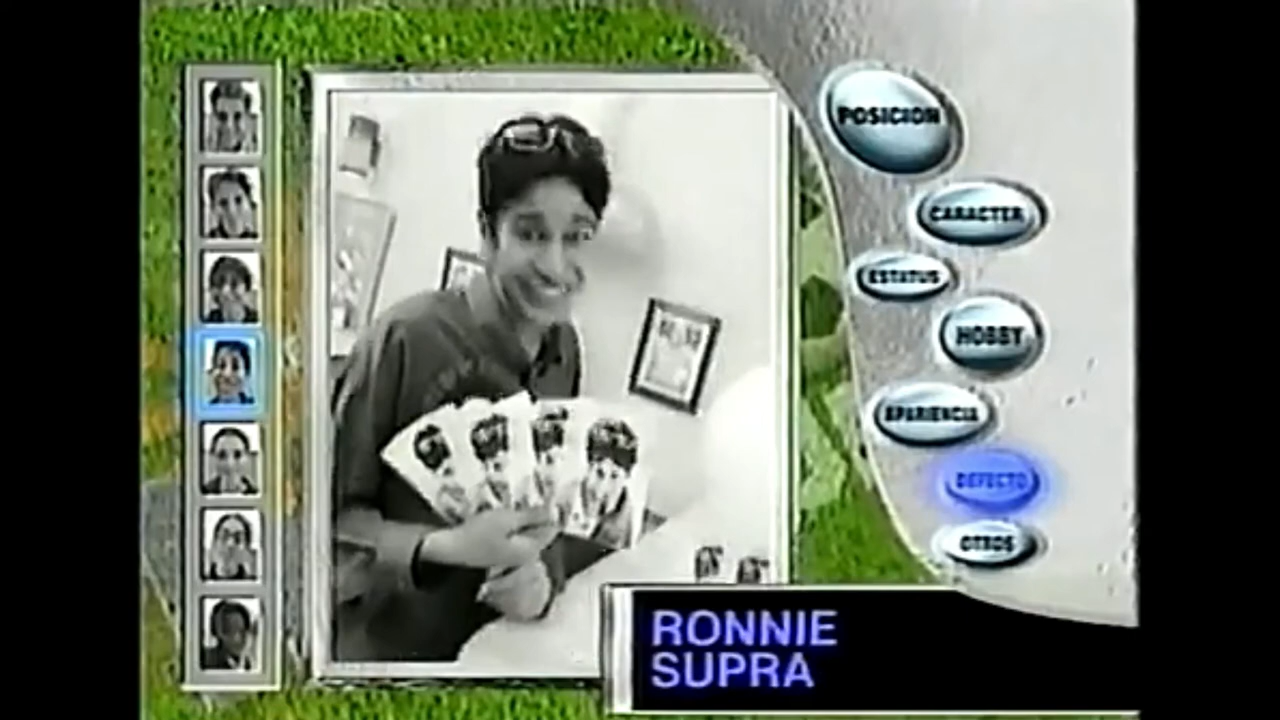 POSICION
CARACTER
ESTATUS
HOBBY
APARIENCIA
DEFECTO
OTROS
RONNIE
SUPRA